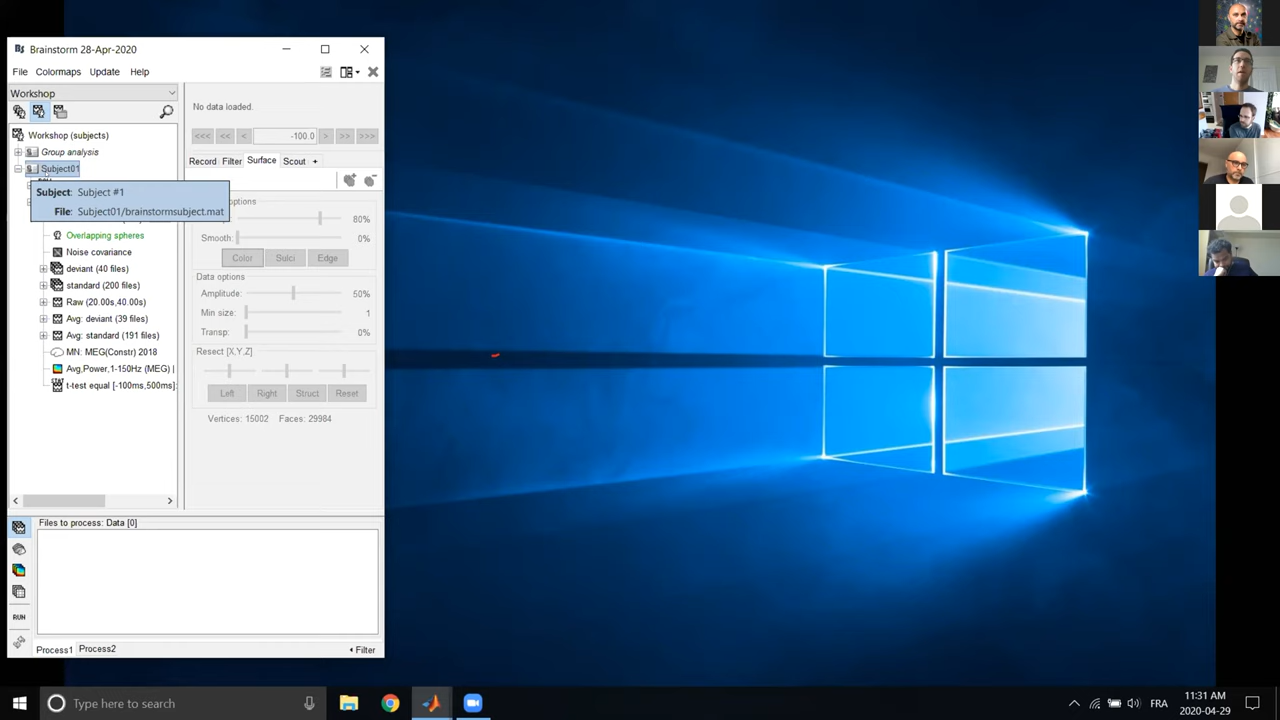 Brainstorm 28-Apr-2020
File Colormaps Update Help
Workshop
Workshop (subjects)
Group analysis
Subject01
Subject: Subject #1
File: Subject01/brainstormsubject.mat
Overlapping spheres
Noise covariance
deviant (40 files)
standard (200 files)
Raw (20.00s,40.00s)
Avg: deviant (39 files)
Avg: standard (191 files)
MN: MEG(Constr) 2018
Avg,Power,1-150Hz (MEG) |
t-test equal [-100ms,500ms]:
No data loaded.
<<< << < -100.0 > >> >>>
Record Filter Surface Scout +
options
80%
Smooth: 0%
Color Sulci Edge
Data options
Amplitude: 50%
Min size: 1
Transp: 0%
Resect [X,Y,Z]
Left Right Struct Reset
Vertices: 15002 Faces: 29984
Files to process: Data [0]
RUN
Process1 Process2 Filter
Type here to search
FRA
11:31 AM
2020-04-29